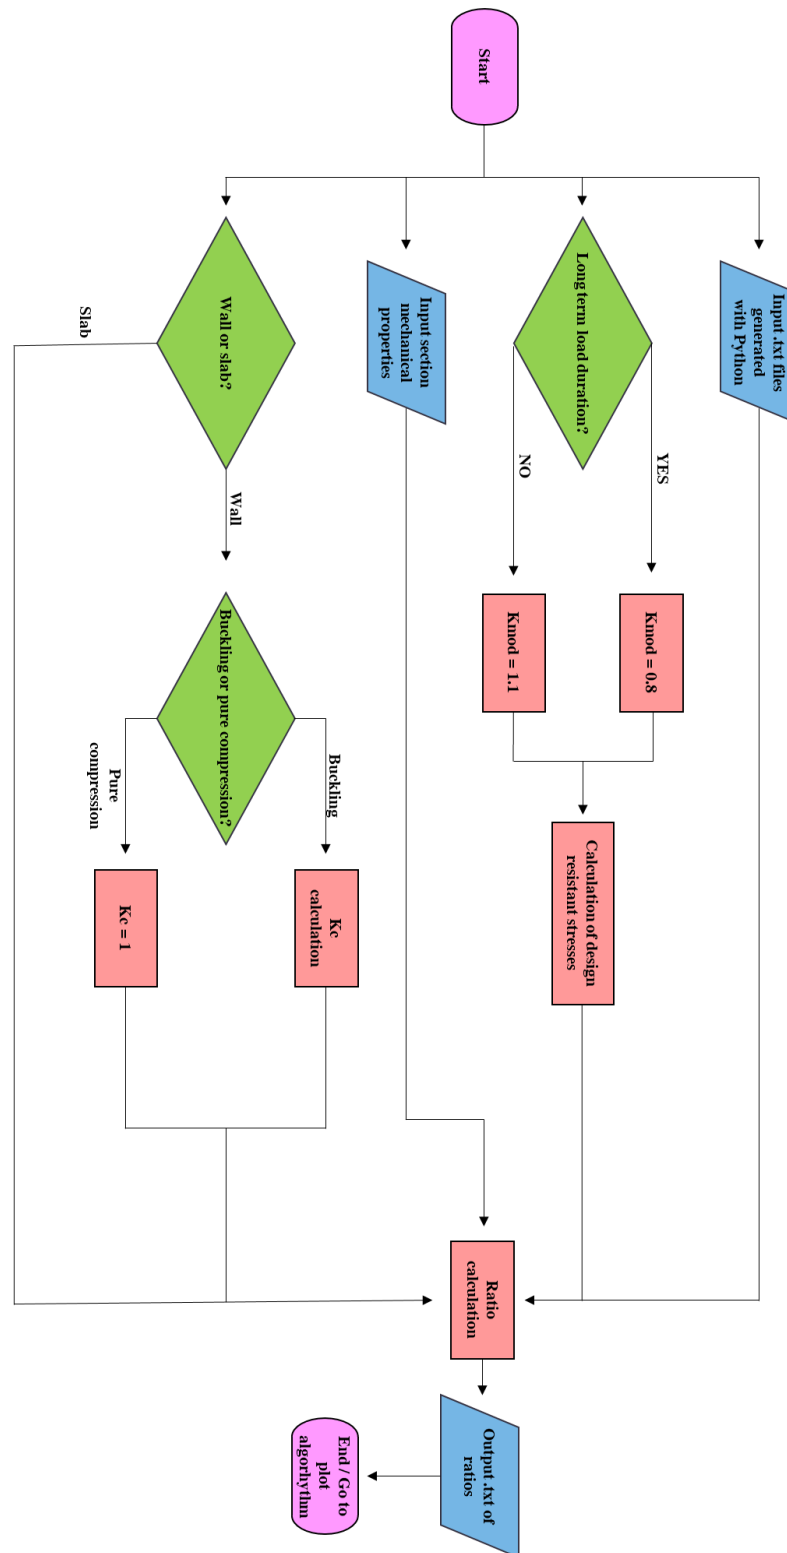 Start
Input .txt files
generated
with Python
Long term load duration?
Input section
mechanical
properties
Wall or slab?
Slab
YES
NO
Wall
Kmod = 0.8
Kmod = 1.1
Buckling or pure compression?
Buckling
Pure
compression
Calculation of design
resistant stresses
Kc
calculation
Kc = 1
Ratio
calculation
Output .txt of
ratios
End / Go to
plot
algorhythm